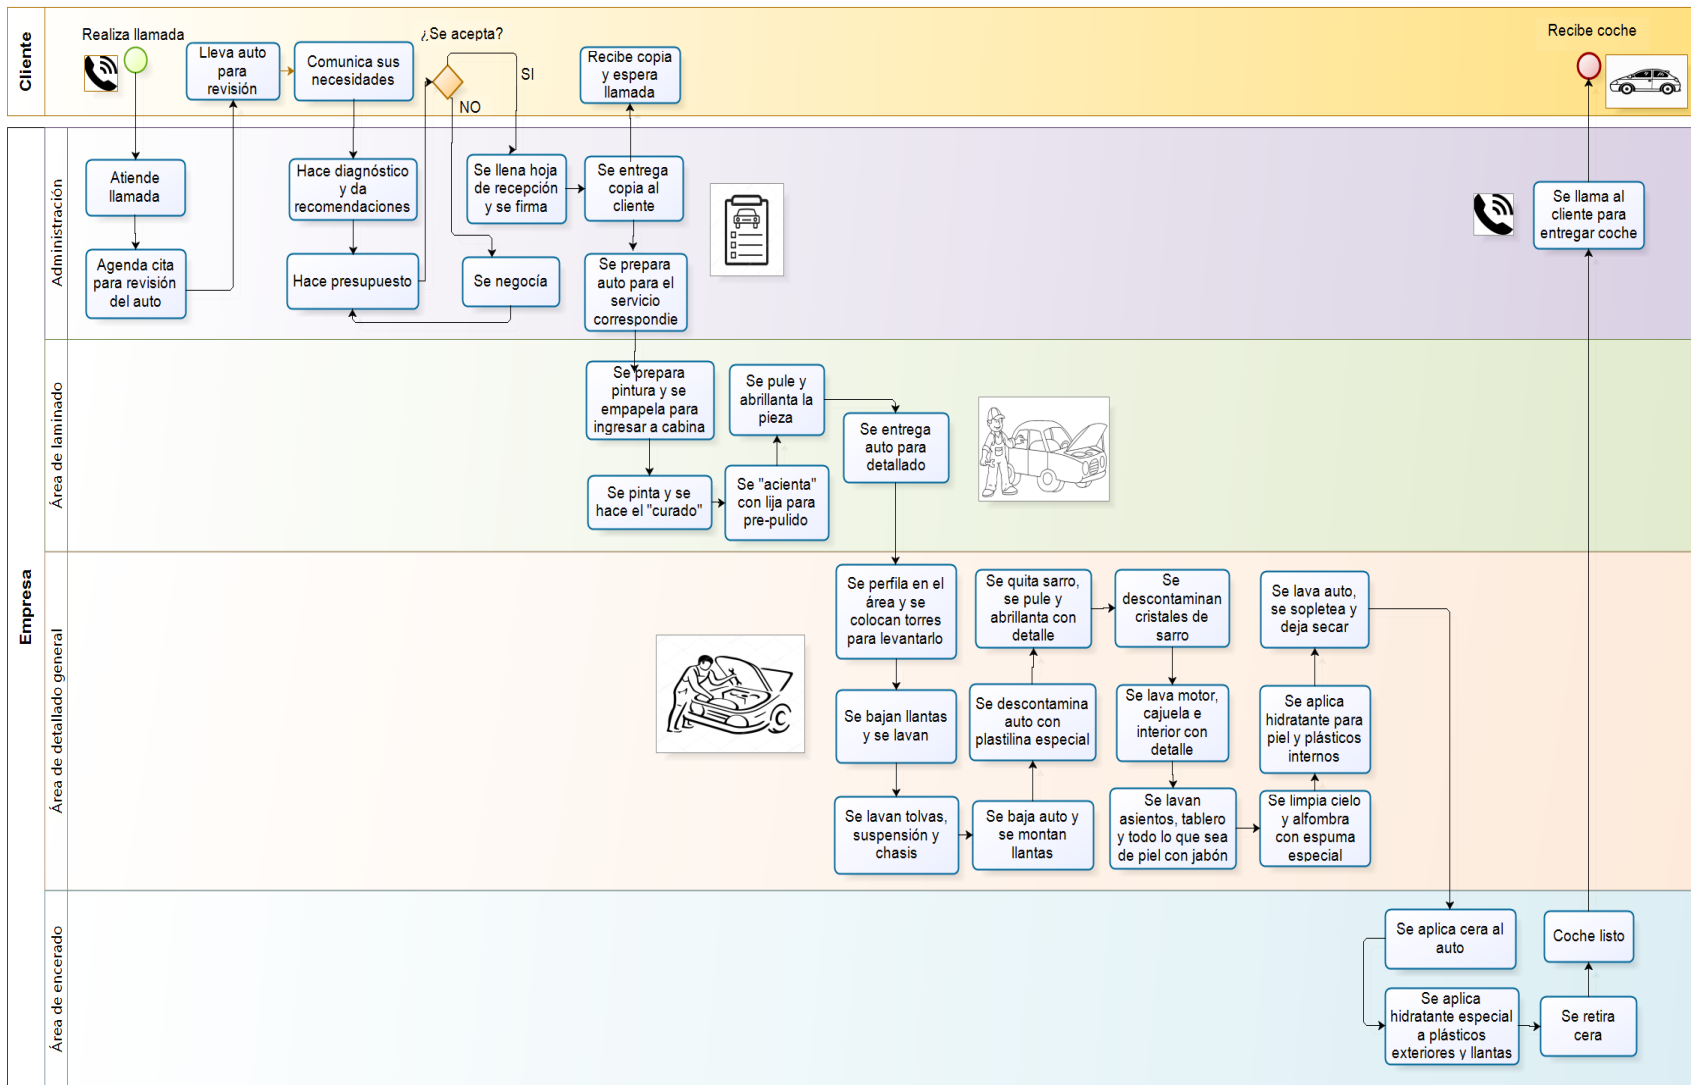 Cliente
Realiza llamada
Lleva auto
para
revisión
Comunica sus
necesidades
¿Se acepta?
SI
NO
Recibe copia
y espera
llamada
Recibe coche
Empresa
Administración
Atiende
llamada
Agenda cita
para revisión
del auto
Hace diagnóstico
y da
recomendaciones
Hace presupuesto
Se llena hoja
de recepción
y se firma
Se negocía
Se entrega
copia al
cliente
Se prepara
auto para el
servicio
correspondie
Se llama al
cliente para
entregar coche
Área de laminado
Se prepara
pintura y se
empapela para
ingresar a cabina
Se pinta y se
hace el "curado"
Se pule y
abrillanta la
pieza
Se "acienta"
con lija para
pre-pulido
Se entrega
auto para
detallado
Área de detallado general
Se perfila en el
área y se
colocan torres
para levantarlo
Se bajan llantas
y se lavan
Se lavan tolvas,
suspensión y
chasis
Se baja auto y
se montan
llantas
Se descontamina
auto con
plastilina especial
Se quita sarro,
se pule y
abrillanta con
detalle
Se
descontaminan
cristales de
sarro
Se lava motor,
cajuela e
interior con
detalle
Se lavan
asientos, tablero
y todo lo que sea
de piel con jabón
Se limpia cielo
y alfombra
con espuma
especial
Se aplica
hidratante para
piel y plásticos
internos
Se lava auto,
se sopletea y
deja secar
Área de encerado
Se aplica cera al
auto
Se aplica
hidratante especial
a plásticos
exteriores y llantas
Se retira
cera
Coche listo